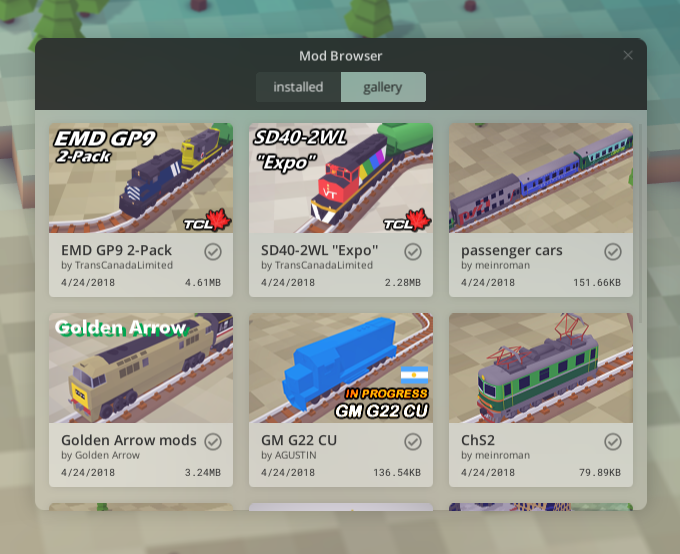 Mod Browser
installed
gallery
EMD GP9
2-Pack
TCL
EMD GP9 2-Pack
by TransCanadaLimited
4/24/2018
4.61MB
SD40-2WL
"Expo"
VT
TCL
SD40-2WL "Expo"
by TransCanadaLimited
4/24/2018
2.28MB
passenger cars
by meinroman
4/24/2018
151.66KB
Golden Arrow
Golden Arrow mods
by Golden Arrow
4/24/2018
3.24MB
IN PROGRESS
GM G22 CU
GM G22 CU
by AGUSTIN
4/24/2018
136.54KB
ChS2
by meinroman
4/24/2018
79.89KB